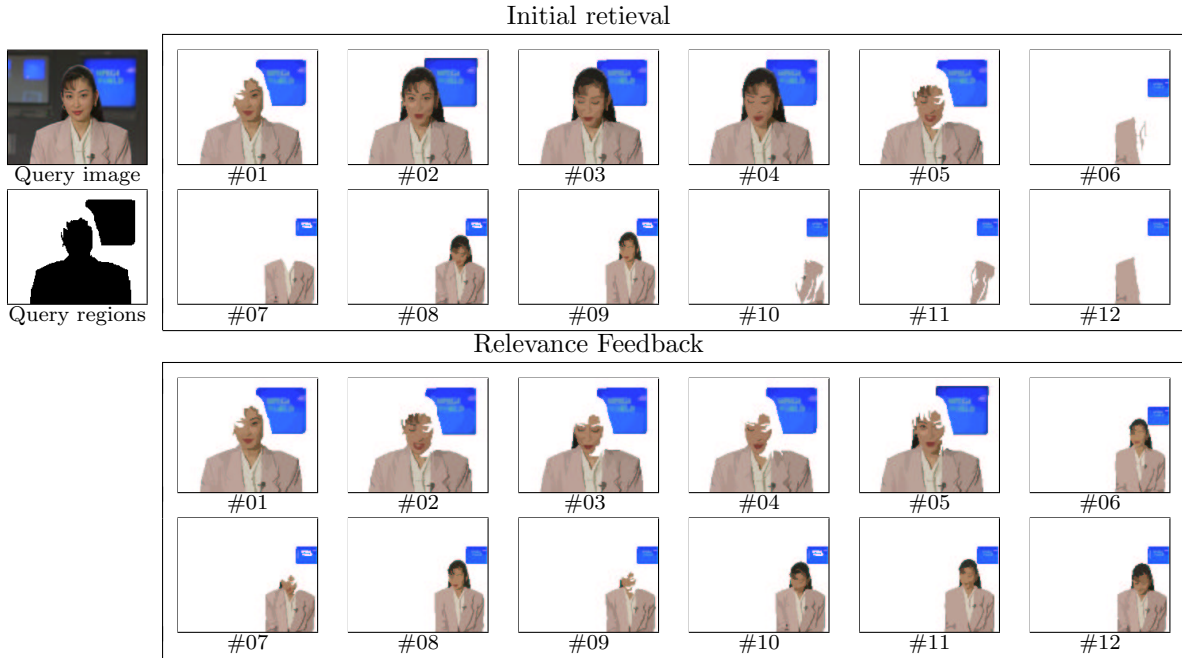 Initial retieval
Query image
#01 #02 #03 #04 #05 #06
Query regions
#07 #08 #09 #10 #11 #12
Relevance Feedback
#01 #02 #03 #04 #05 #06
#07 #08 #09 #10 #11 #12